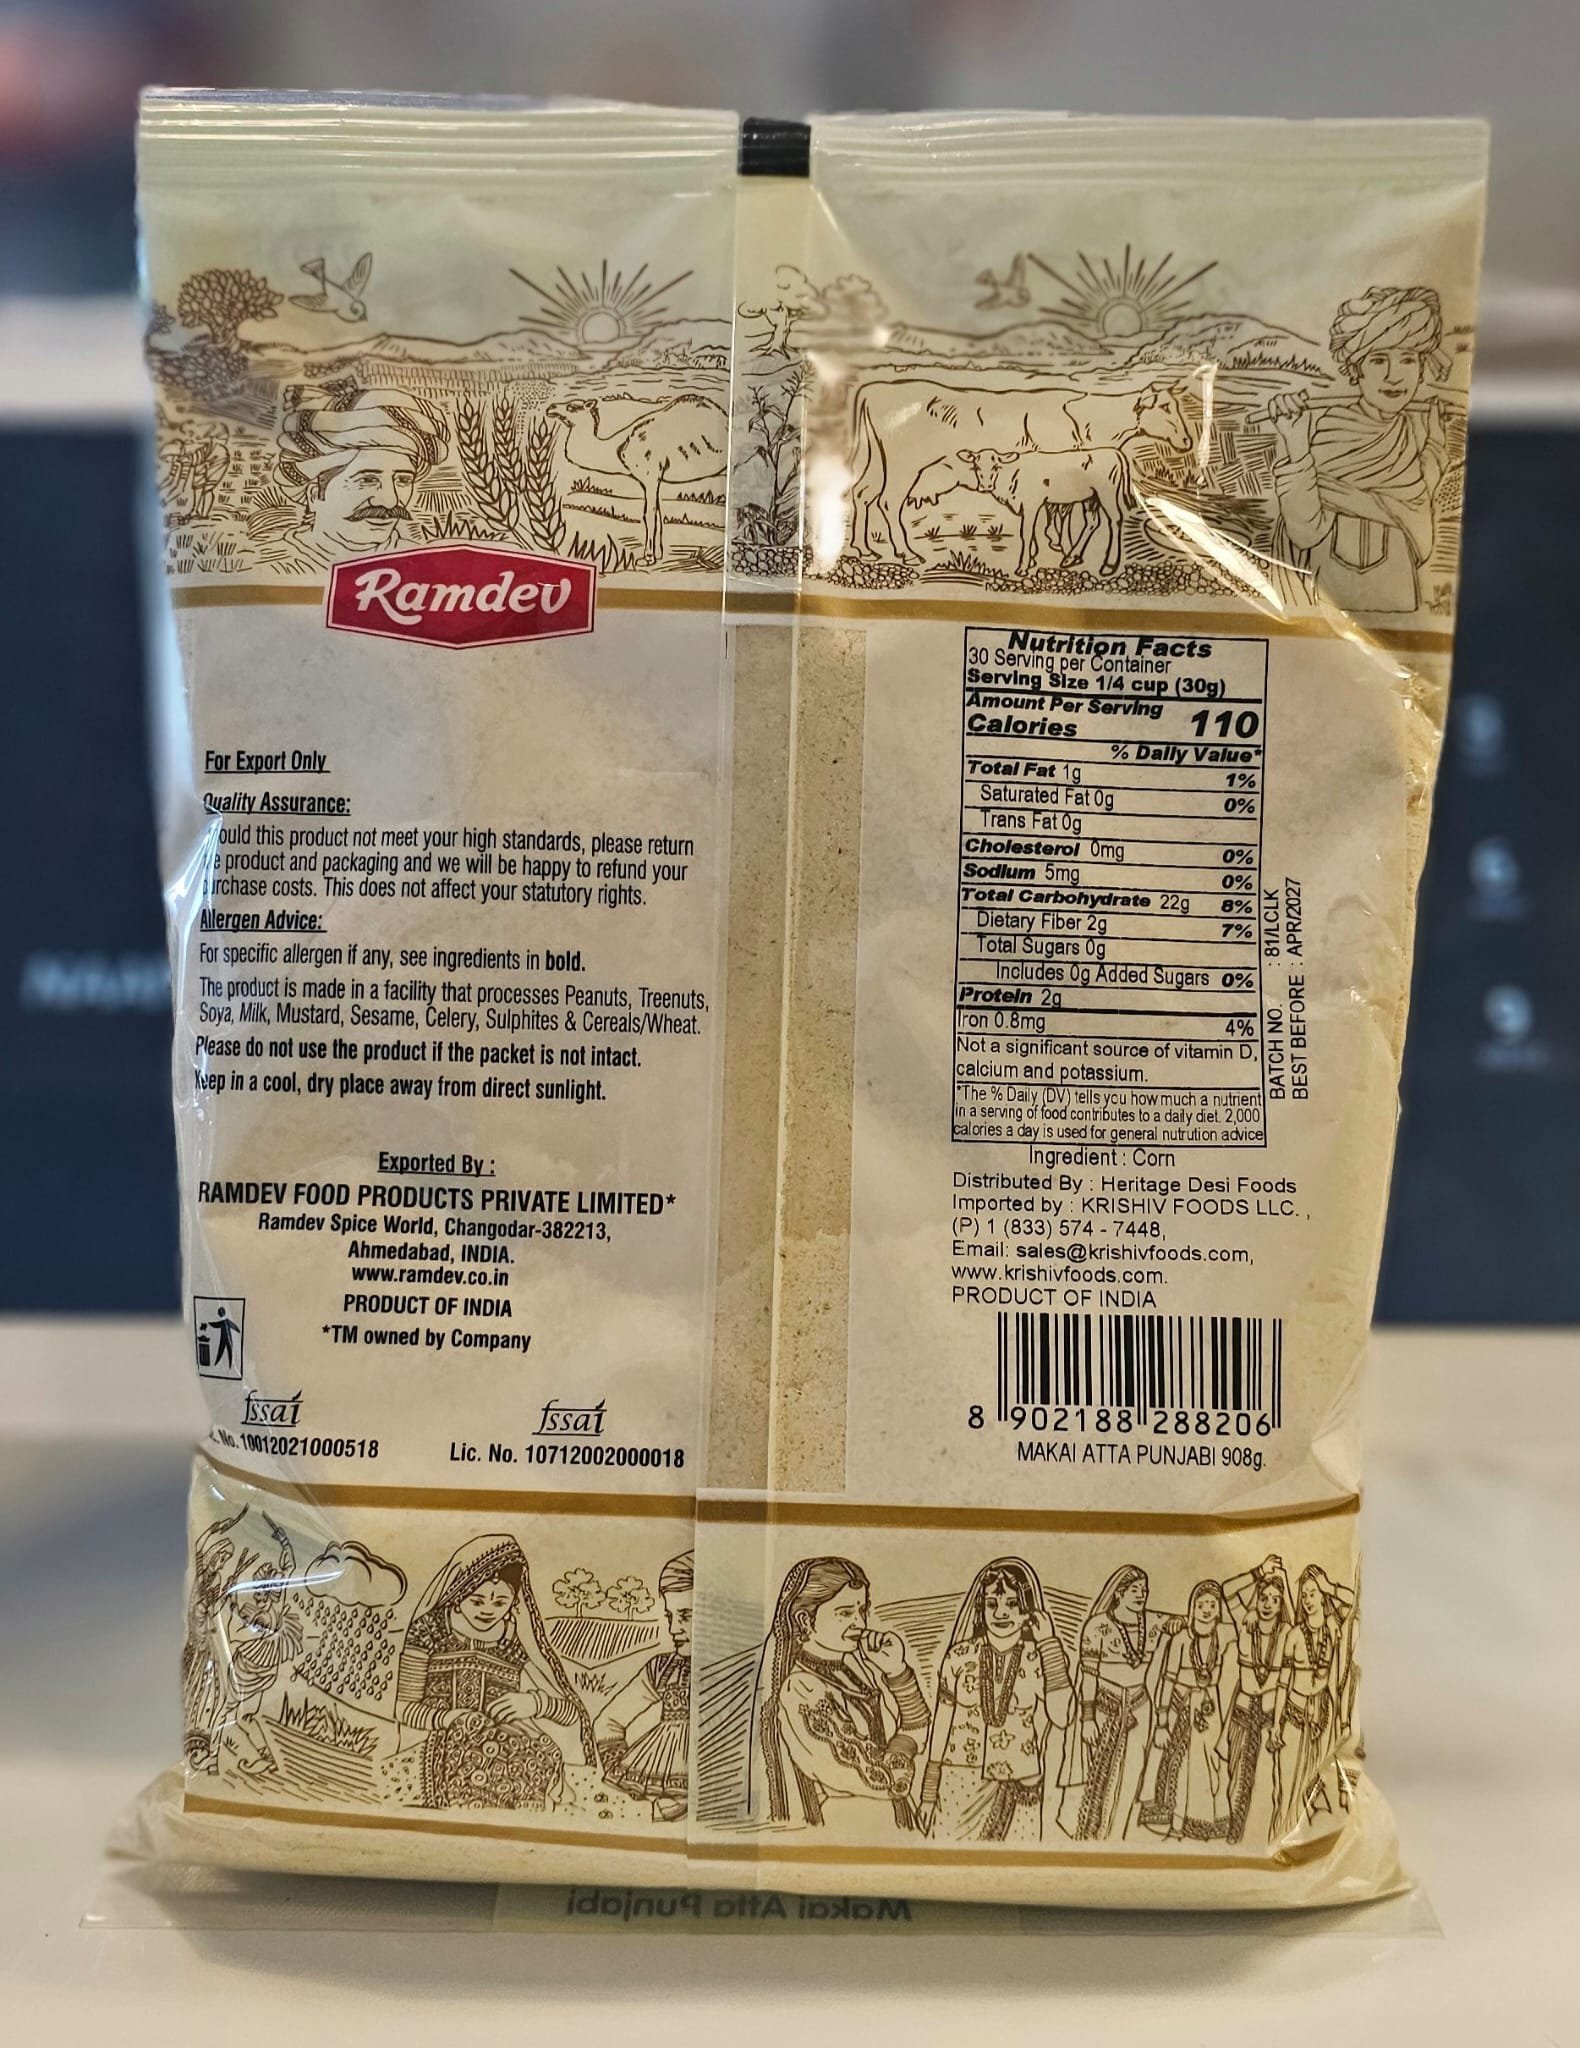 Ramdev
For Export Only
Quality Assurance:
ould this product not meet your high standards, please return
e product and packaging and we will be happy to refund your
urchase costs. This does not affect your statutory rights.
Allergen Advice:
For specific allergen if any, see ingredients in bold.
The product is made in a facility that processes Peanuts, Treenuts,
Soya, Milk, Mustard, Sesame, Celery, Sulphites & Cereals/Wheat.
Please do not use the product if the packet is not intact.
Keep in a cool, dry place away from direct sunlight.
Exported By :
RAMDEV FOOD PRODUCTS PRIVATE LIMITED*
Ramdev Spice World, Changodar-382213,
Ahmedabad, INDIA.
www.ramdev.co.in
PRODUCT OF INDIA
*TM owned by Company
fssai
No. 10012021000518
fssai
Lic. No. 10712002000018
Nutrition Facts
30 Serving per Container
Serving Size 1/4 cup (30g)
Amount Per Serving
Calories 110
% Daily Value*
Total Fat 1g 1%
Saturated Fat 0g 0%
Trans Fat 0g
Cholesterol 0mg 0%
Sodium 5mg 0%
Total Carbohydrate 22g 8%
Dietary Fiber 2g 7%
Total Sugars 0g
Includes 0g Added Sugars 0%
Protein 2g
Iron 0.8mg 4%
Not a significant source of vitamin D,
calcium and potassium.
*The % Daily (DV) tells you how much a nutrient
in a serving of food contributes to a daily diet. 2,000
calories a day is used for general nutrution advice
BATCH NO. : 81/LCLK
BEST BEFORE : APR/2027
Ingredient : Corn
Distributed By : Heritage Desi Foods
Imported by : KRISHIV FOODS LLC. ,
(P) 1 (833) 574 - 7448,
Email: sales@krishivfoods.com,
www.krishivfoods.com.
PRODUCT OF INDIA
8 902188 288206
MAKAI ATTA PUNJABI 908g.
Makai Atta Punjabi